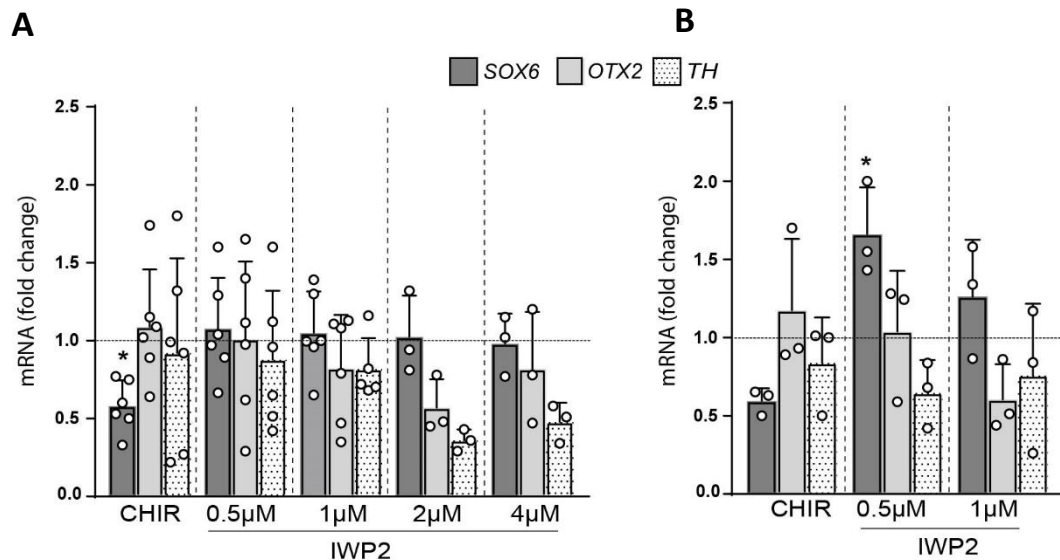 A
B
SOX6 OTX2 TH
2.5
2.0
1.5
1.0
0.5
0.0
mRNA (fold change)
*
CHIR 0.5µM 1µM 2µM 4µM
IWP2
2.5
2.0
1.5
1.0
0.5
0.0
mRNA (fold change)
*
CHIR 0.5µM 1µM
IWP2